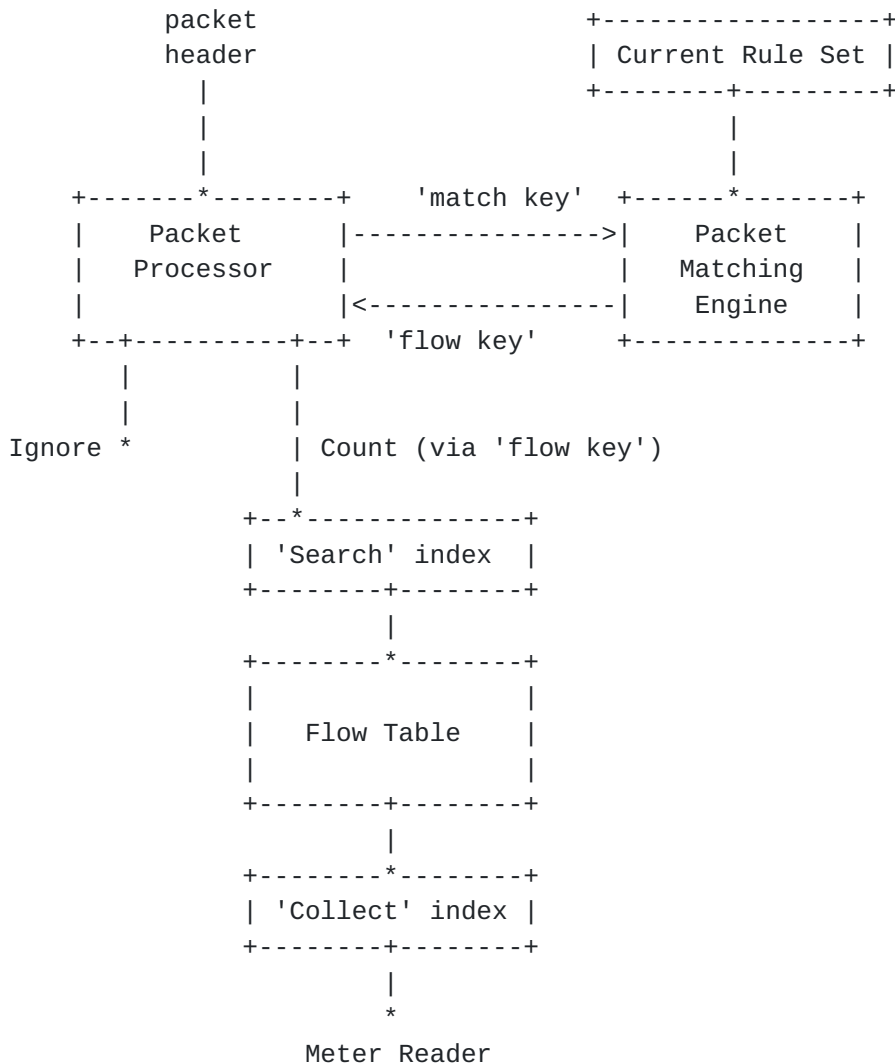 packet
header
Current Rule Set
'match key'
Packet
Processor
Packet
Matching
Engine
'flow key'
Ignore *
Count (via 'flow key')
'Search' index
Flow Table
'Collect' index
*
Meter Reader